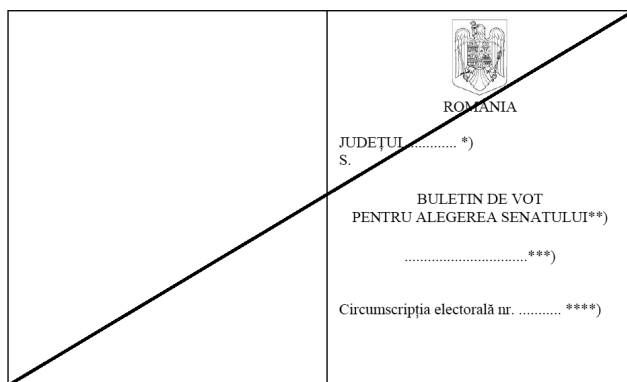 ROMÂNIA
JUDEȚUL ............ *)
S.
BULETIN DE VOT
PENTRU ALEGEREA SENATULUI**)
................................***)
Circumscripția electorală nr. ........... ****)